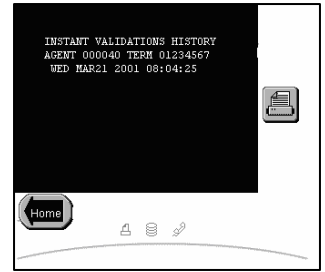 INSTANT VALIDATIONS HISTORY
AGENT 000040 TERM 01234567
WED MAR21 2001 08:04:25
Home